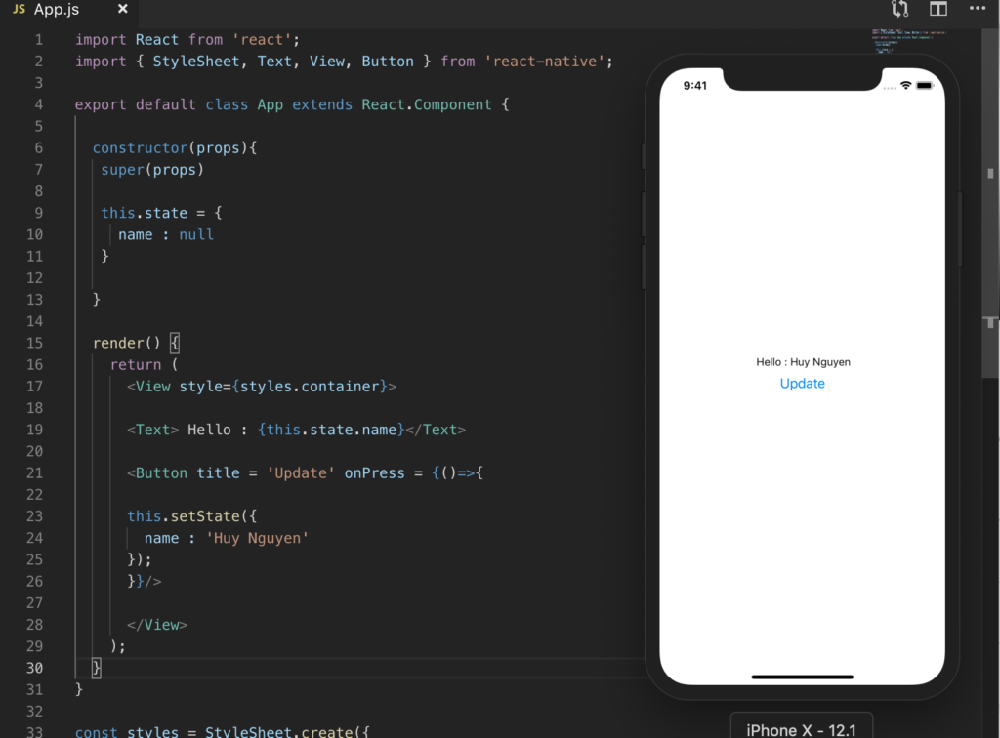 JS App.js ×
1 import React from 'react';
2 import { StyleSheet, Text, View, Button } from 'react-native';
3
4 export default class App extends React.Component {
5
6 constructor(props){
7 super(props)
8
9 this.state = {
10 name : null
11 }
12
13 }
14
15 render() {
16 return (
17 <View style={styles.container}>
18
19 <Text> Hello : {this.state.name}</Text>
20
21 <Button title = 'Update' onPress = {()=>{
22
23 this.setState({
24 name : 'Huy Nguyen'
25 });
26 }}/>
27
28 </View>
29 );
30 }
31 }
32
33 const styles = StyleSheet.create({
9:41
Hello : Huy Nguyen
Update
iPhone X - 12.1